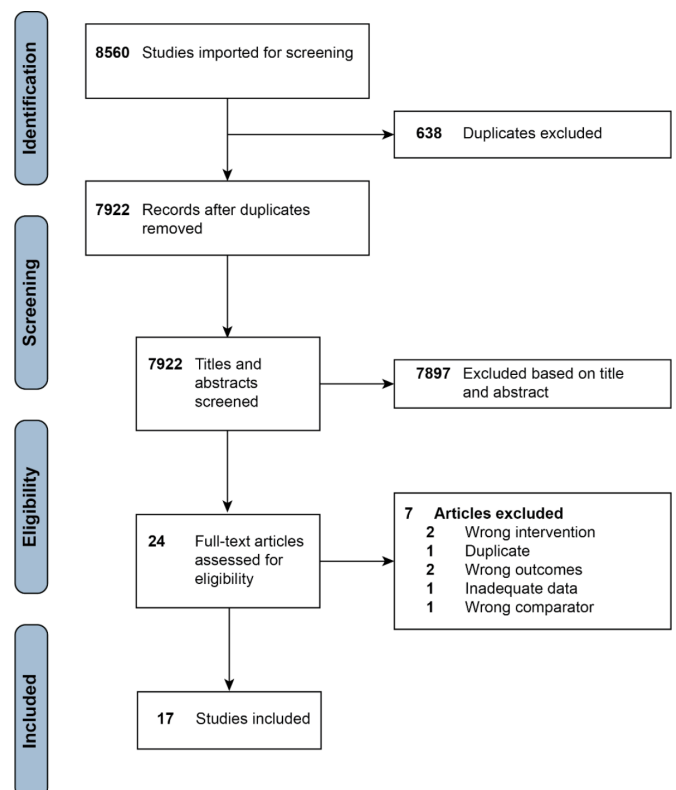 Identification
8560 Studies imported for screening
638 Duplicates excluded
7922 Records after duplicates
removed
Screening
7922 Titles and
abstracts
screened
7897 Excluded based on title
and abstract
Eligibility
24 Full-text articles
assessed for
eligibility
7 Articles excluded
2 Wrong intervention
1 Duplicate
2 Wrong outcomes
1 Inadequate data
1 Wrong comparator
Included
17 Studies included